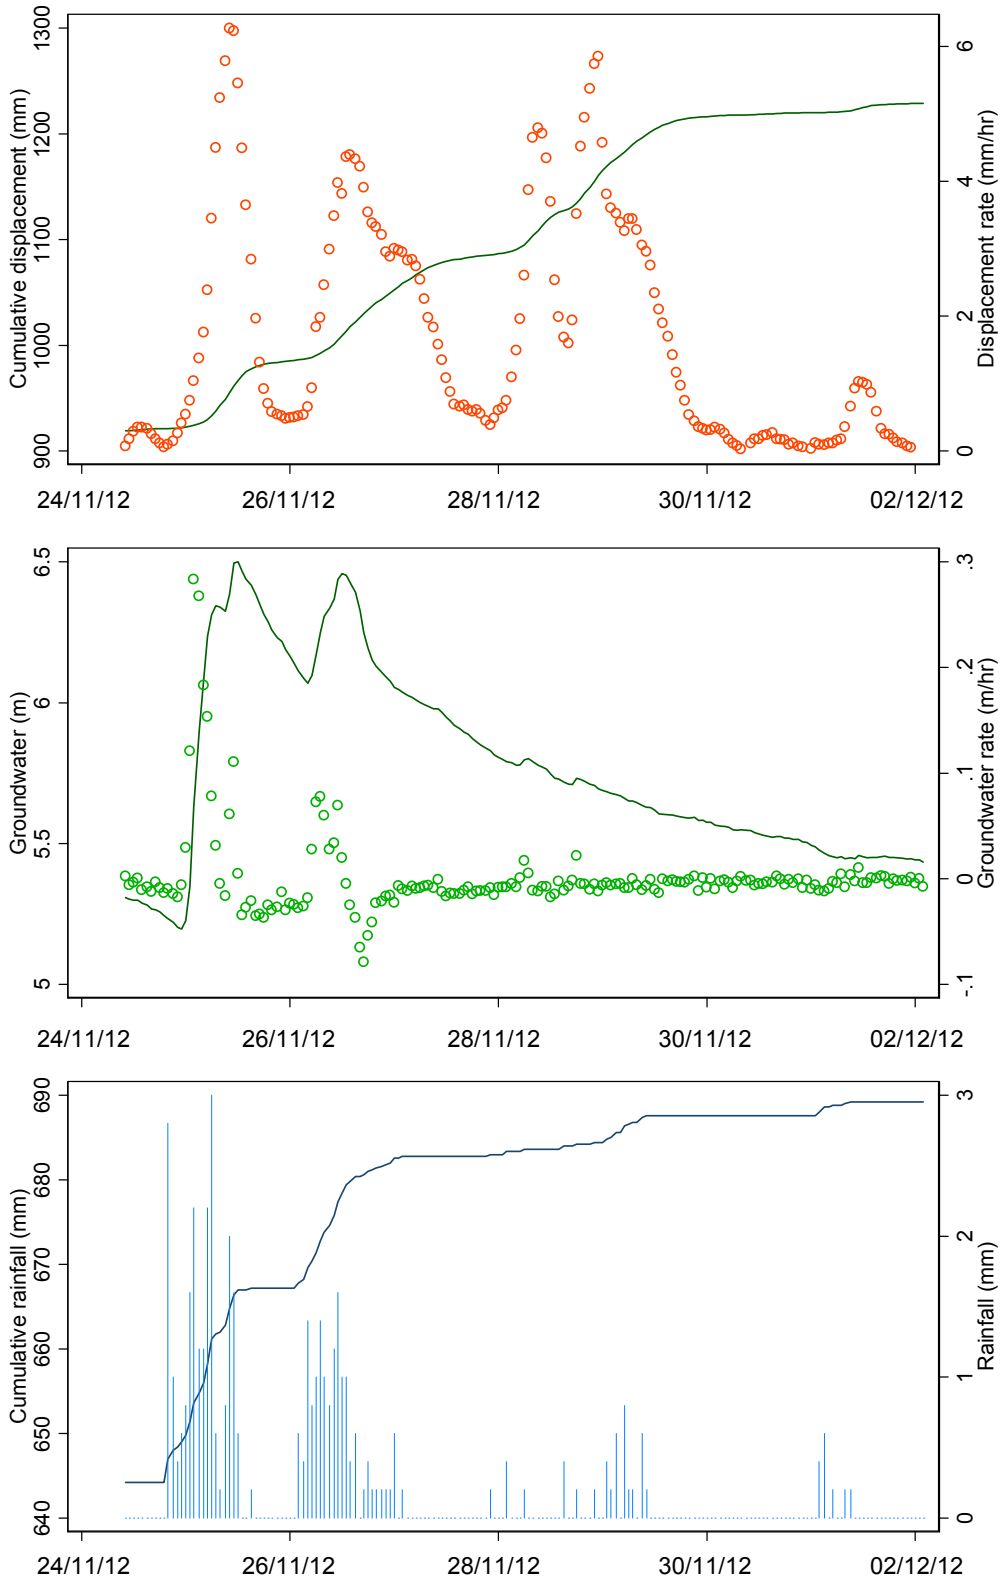 Cumulative displacement (mm)
900 1000 1100 1200 1300
0 2 4 6
Displacement rate (mm/hr)
24/11/12 26/11/12 28/11/12 30/11/12 02/12/12
Groundwater (m)
5 5.5 6 6.5
-.1 0 .1 .2 .3
Groundwater rate (m/hr)
24/11/12 26/11/12 28/11/12 30/11/12 02/12/12
Cumulative rainfall (mm)
640 650 660 670 680 690
0 1 2 3
Rainfall (mm)
24/11/12 26/11/12 28/11/12 30/11/12 02/12/12